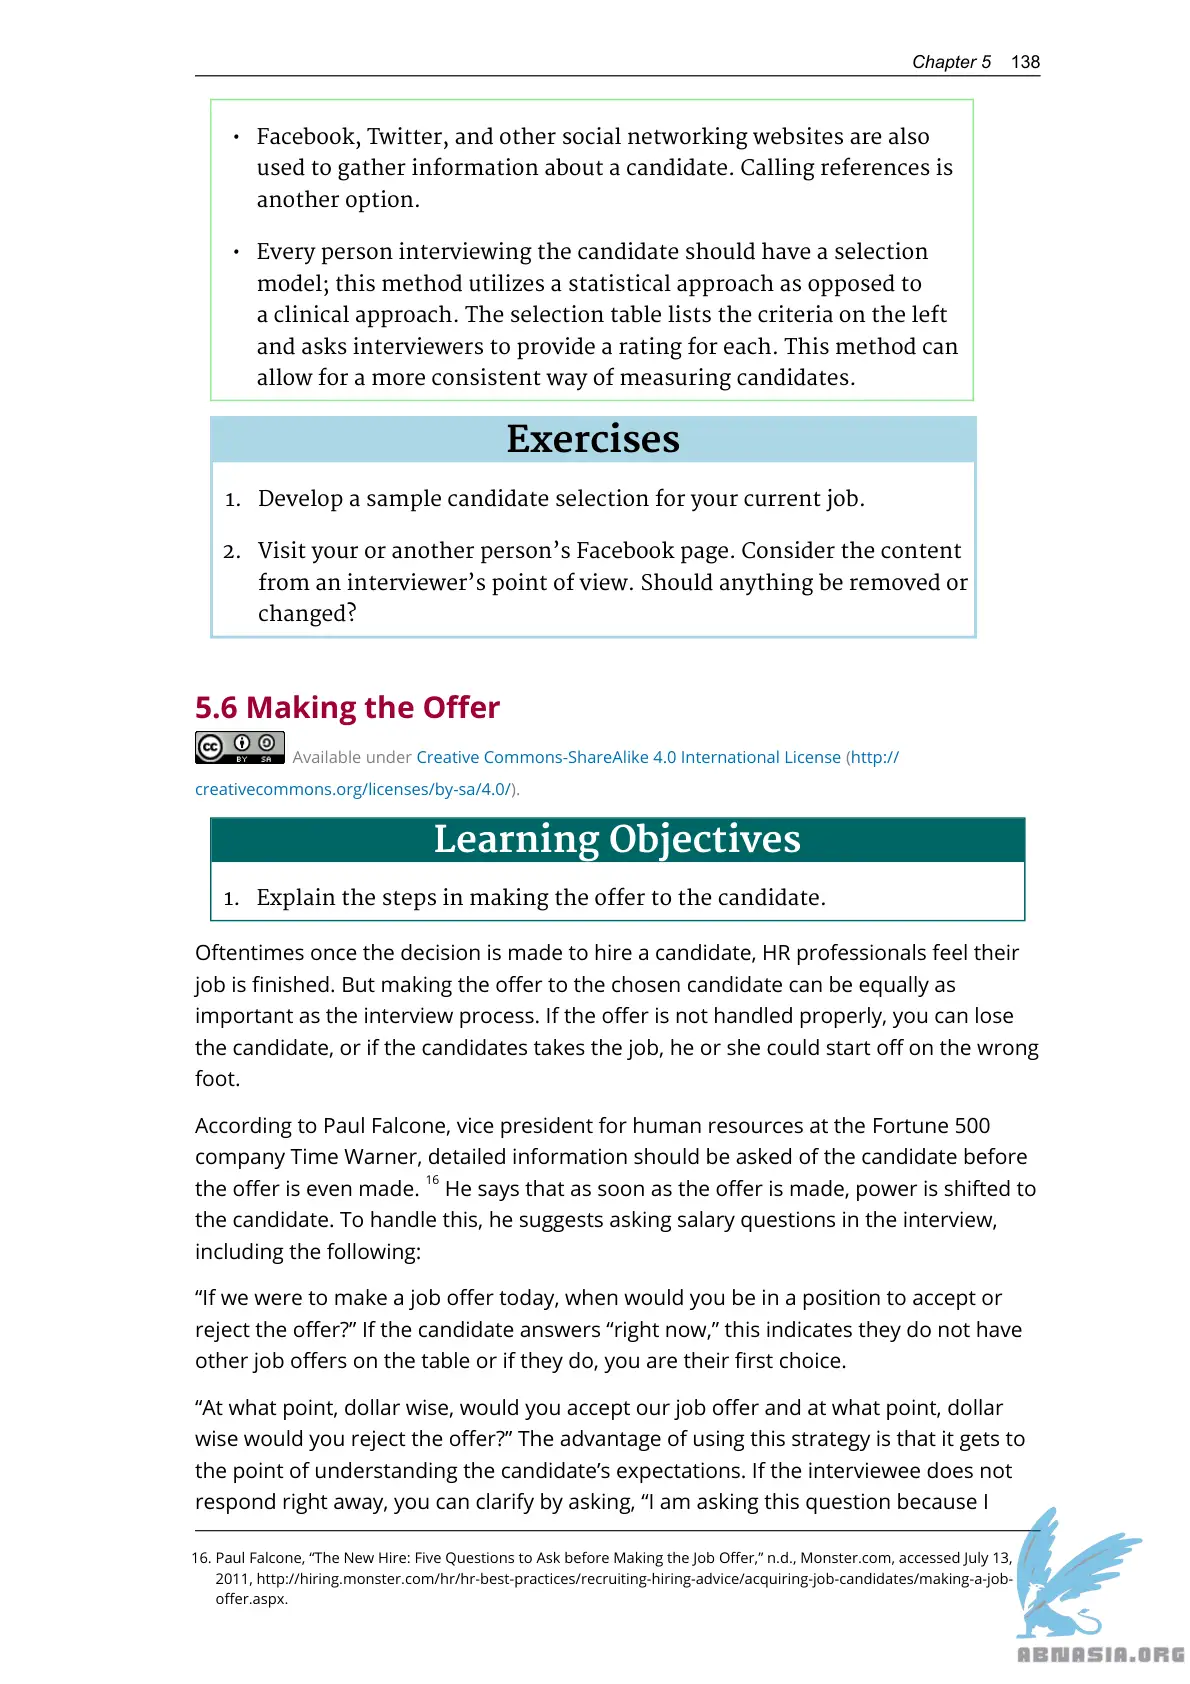 Chapter 5 138
• Facebook, Twitter, and other social networking websites are also
used to gather information about a candidate. Calling references is
another option.
• Every person interviewing the candidate should have a selection
model; this method utilizes a statistical approach as opposed to
a clinical approach. The selection table lists the criteria on the left
and asks interviewers to provide a rating for each. This method can
allow for a more consistent way of measuring candidates.
Exercises
1. Develop a sample candidate selection for your current job.
2. Visit your or another person’s Facebook page. Consider the content
from an interviewer’s point of view. Should anything be removed or
changed?
5.6 Making the Offer
cc BY SA Available under Creative Commons-ShareAlike 4.0 International License (http://
creativecommons.org/licenses/by-sa/4.0/).
Learning Objectives
1. Explain the steps in making the offer to the candidate.
Oftentimes once the decision is made to hire a candidate, HR professionals feel their
job is finished. But making the offer to the chosen candidate can be equally as
important as the interview process. If the offer is not handled properly, you can lose
the candidate, or if the candidates takes the job, he or she could start off on the wrong
foot.
According to Paul Falcone, vice president for human resources at the Fortune 500
company Time Warner, detailed information should be asked of the candidate before
the offer is even made. 16 He says that as soon as the offer is made, power is shifted to
the candidate. To handle this, he suggests asking salary questions in the interview,
including the following:
“If we were to make a job offer today, when would you be in a position to accept or
reject the offer?” If the candidate answers “right now,” this indicates they do not have
other job offers on the table or if they do, you are their first choice.
“At what point, dollar wise, would you accept our job offer and at what point, dollar
wise would you reject the offer?” The advantage of using this strategy is that it gets to
the point of understanding the candidate’s expectations. If the interviewee does not
respond right away, you can clarify by asking, “I am asking this question because I
16. Paul Falcone, “The New Hire: Five Questions to Ask before Making the Job Offer,” n.d., Monster.com, accessed July 13,
2011, http://hiring.monster.com/hr/hr-best-practices/recruiting-hiring-advice/acquiring-job-candidates/making-a-job-
offer.aspx.
ABNASIA.ORG